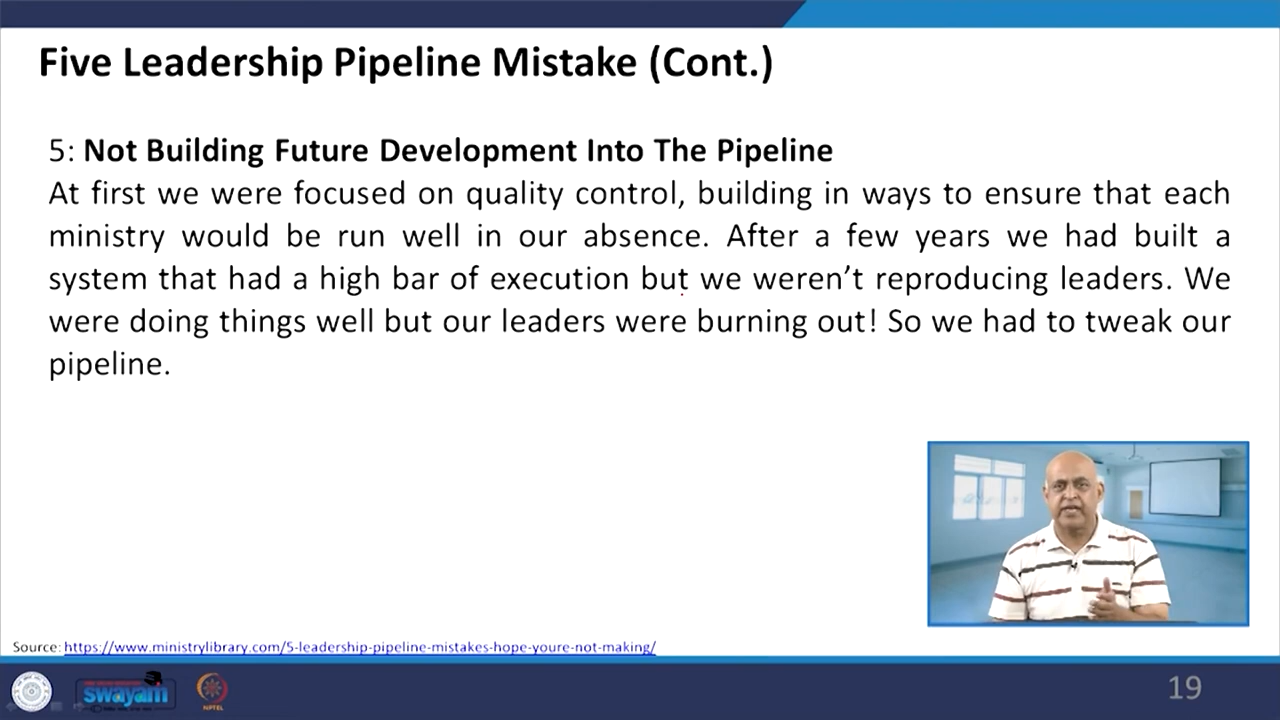 Five Leadership Pipeline Mistake (Cont.)
5: Not Building Future Development Into The Pipeline
At first we were focused on quality control, building in ways to ensure that each
ministry would be run well in our absence. After a few years we had built a
system that had a high bar of execution but we weren’t reproducing leaders. We
were doing things well but our leaders were burning out! So we had to tweak our
pipeline.
Source: https://www.ministrylibrary.com/5-leadership-pipeline-mistakes-hope-youre-not-making/
swayam
NPTEL
19